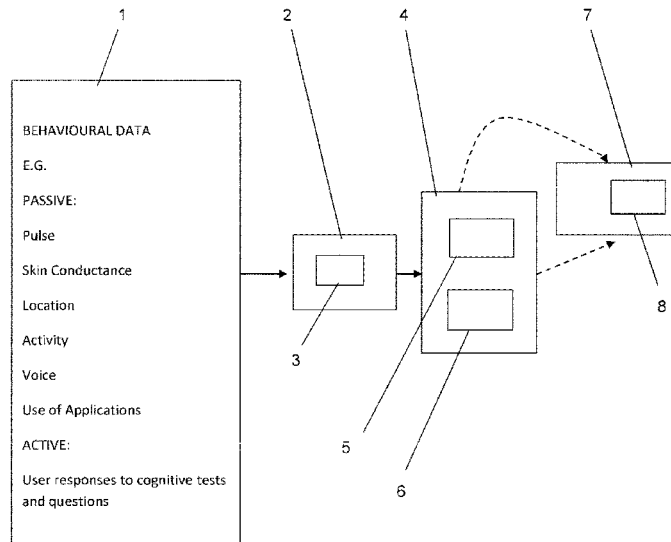 1
2
4
7
BEHAVIOURAL DATA
E.G.
PASSIVE:
Pulse
Skin Conductance
Location
Activity
Voice
Use of Applications
ACTIVE:
User responses to cognitive tests
and questions
3
8
5
6